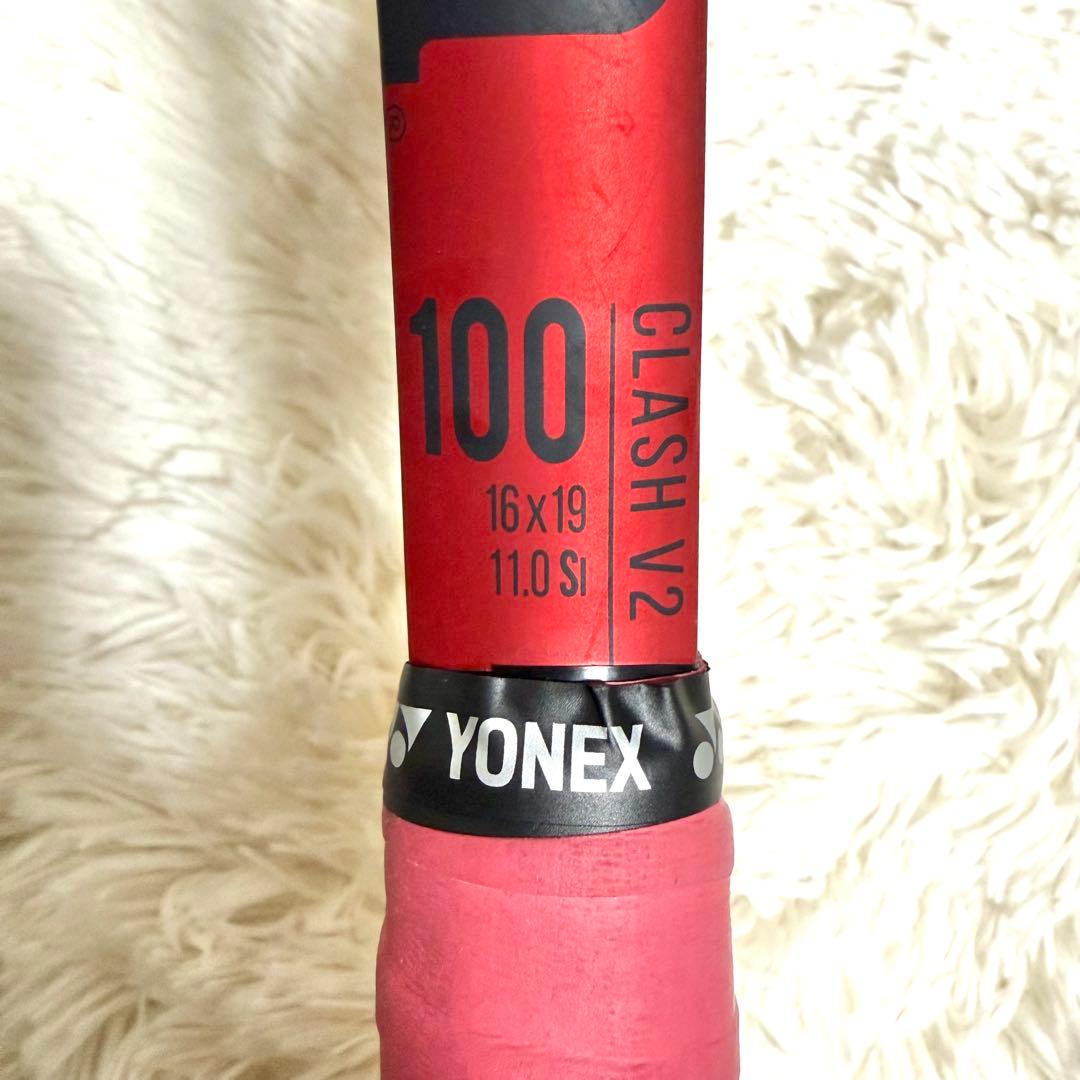 ®
100
16x19
11.0 SI
CLASH V2
YONEX